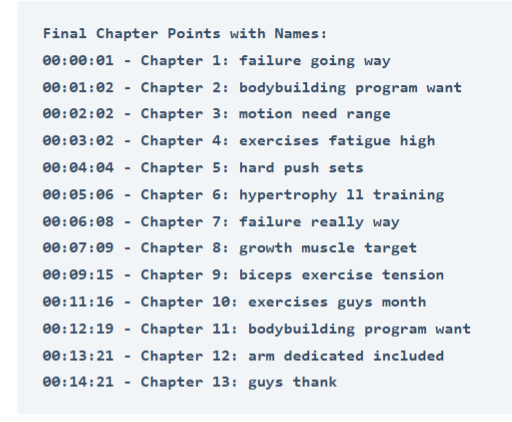 Final Chapter Points with Names:
00:00:01 - Chapter 1: failure going way
00:01:02 - Chapter 2: bodybuilding program want
00:02:02 - Chapter 3: motion need range
00:03:02 - Chapter 4: exercises fatigue high
00:04:04 - Chapter 5: hard push sets
00:05:06 - Chapter 6: hypertrophy ll training
00:06:08 - Chapter 7: failure really way
00:07:09 - Chapter 8: growth muscle target
00:09:15 - Chapter 9: biceps exercise tension
00:11:16 - Chapter 10: exercises guys month
00:12:19 - Chapter 11: bodybuilding program want
00:13:21 - Chapter 12: arm dedicated included
00:14:21 - Chapter 13: guys thank